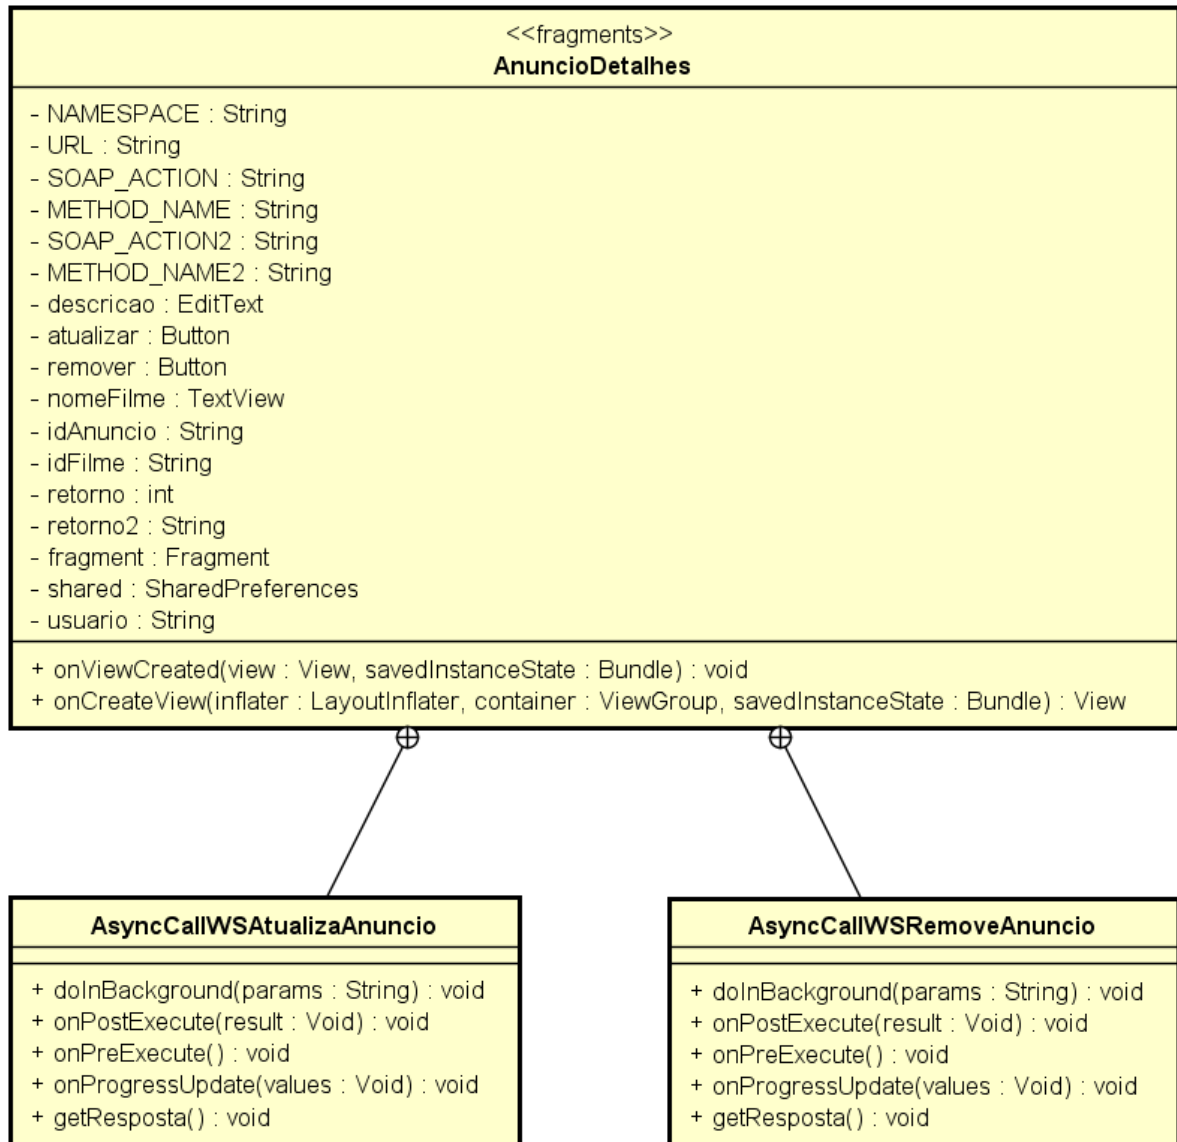 <<fragments>>
AnuncioDetalhes
- NAMESPACE : String
- URL : String
- SOAP_ACTION : String
- METHOD_NAME : String
- SOAP_ACTION2 : String
- METHOD_NAME2 : String
- descricao : EditText
- atualizar : Button
- remover : Button
- nomeFilme : TextView
- idAnuncio : String
- idFilme : String
- retorno : int
- retorno2 : String
- fragment : Fragment
- shared : SharedPreferences
- usuario : String
+ onViewCreated(view : View, savedInstanceState : Bundle) : void
+ onCreateView(inflater : LayoutInflater, container : ViewGroup, savedInstanceState : Bundle) : View
AsyncCallWSAtualizaAnuncio
+ doInBackground(params : String) : void
+ onPostExecute(result : Void) : void
+ onPreExecute() : void
+ onProgressUpdate(values : Void) : void
+ getResposta() : void
AsyncCallWSRemoveAnuncio
+ doInBackground(params : String) : void
+ onPostExecute(result : Void) : void
+ onPreExecute() : void
+ onProgressUpdate(values : Void) : void
+ getResposta() : void